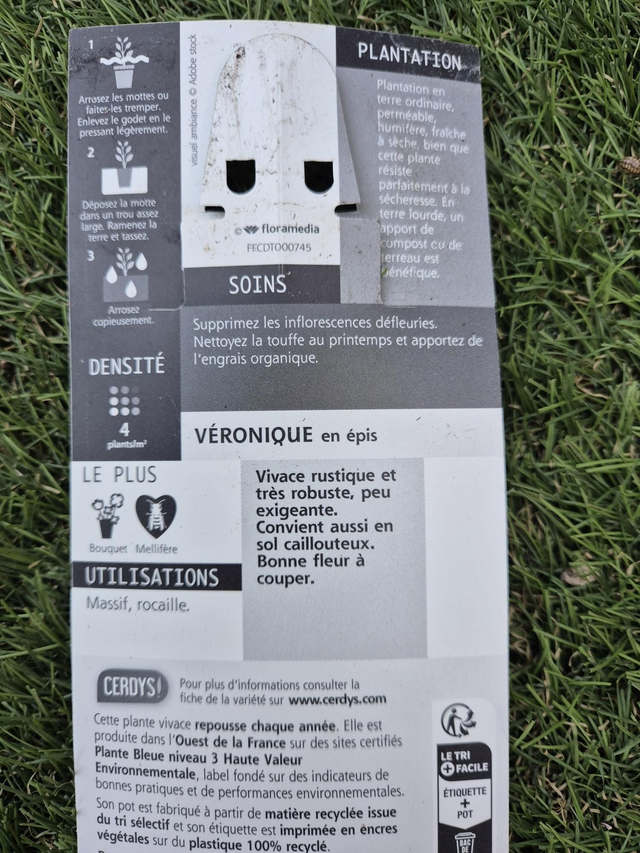 1
Arrosez les mottes ou
faites-les tremper.
Enlevez le godet en le
pressant légèrement.
2
Déposez la motte
dans un trou assez
large. Ramenez la
terre et tassez.
3
Arrosez
copieusement.
DENSITÉ
4
plants/m²
visuel ambiance © Adobe stock
© floramedia
FFCDTO00745
PLANTATION
Plantation en
terre ordinaire,
perméable,
humifère, fraîche
à sèche, bien que
cette plante
résiste
parfaitement à la
sécheresse. En
terre lourde, un
apport de
compost ou de
terreau est
bénéfique.
SOINS
Supprimez les inflorescences défleuries.
Nettoyez la touffe au printemps et apportez de
l'engrais organique.
VÉRONIQUE en épis
LE PLUS
Bouquet Mellifère
UTILISATIONS
Massif, rocaille.
Vivace rustique et
très robuste, peu
exigeante.
Convient aussi en
sol caillouteux.
Bonne fleur à
couper.
CERDYS!
Pour plus d'informations consulter la
fiche de la variété sur www.cerdys.com
Cette plante vivace repousse chaque année. Elle est
produite dans l'Ouest de la France sur des sites certifiés
Plante Bleue niveau 3 Haute Valeur
Environnementale, label fondé sur des indicateurs de
bonnes pratiques et de performances environnementales.
Son pot est fabriqué à partir de matière recyclée issue
du tri sélectif et son étiquette est imprimée en encres
végétales sur du plastique 100% recyclé.
LE TRI
+ FACILE
ÉTIQUETTE
+
POT
BAC
DE